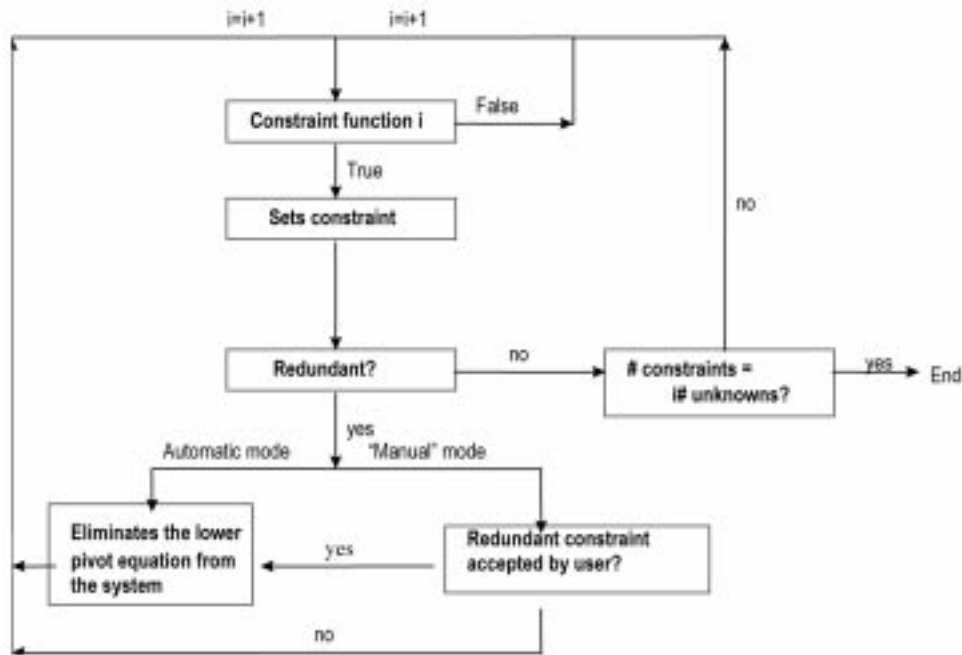 i=i+1
i=i+1
Constraint function i
False
True
Sets constraint
no
Redundant?
no
# constraints =
i# unknowns?
yes
End
yes
Automatic mode
"Manual" mode
Eliminates the lower
pivot equation from
the system
yes
Redundant constraint
accepted by user?
no